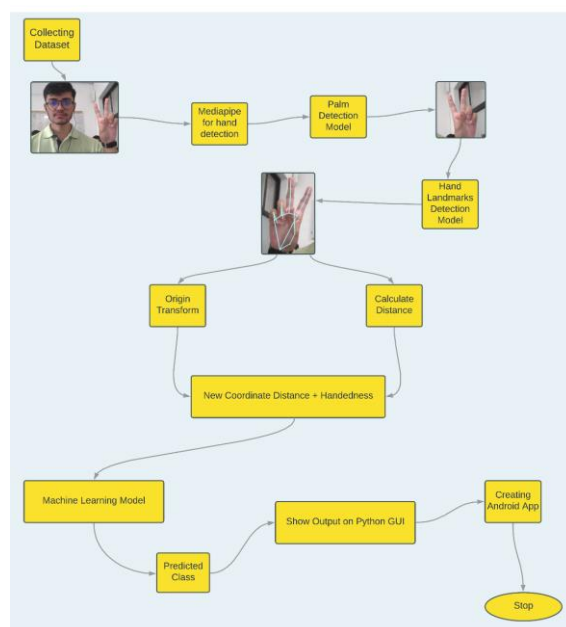 Collecting
Dataset
Mediapipe
for hand
detection
Palm
Detection
Model
Hand
Landmarks
Detection
Model
Origin
Transform
Calculate
Distance
New Coordinate Distance + Handedness
Machine Learning Model
Predicted
Class
Show Output on Python GUI
Creating
Android App
Stop